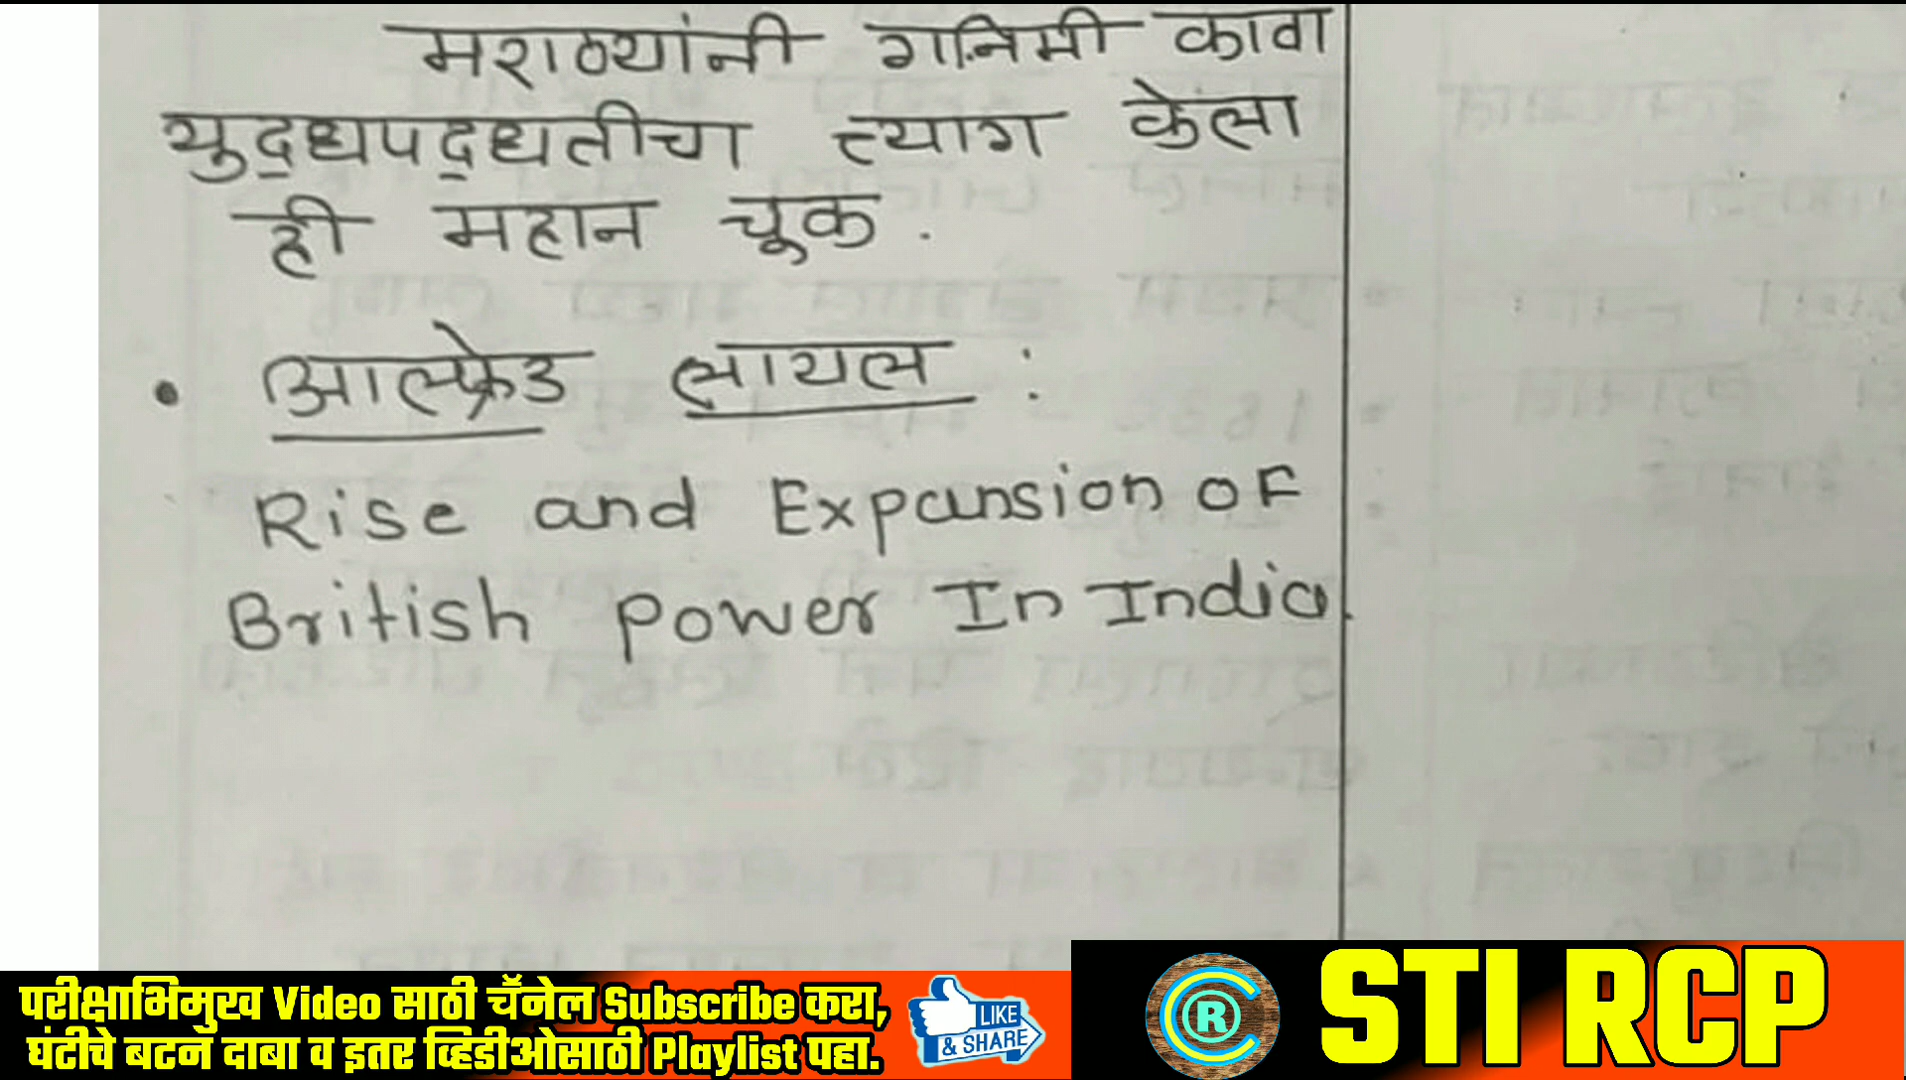 मराठ्यांनी गनिमी कावा
युद्धपद्धतीचा त्याग केला
ही महान चूक .
• आल्फ्रेड लायल :
Rise and Expansion of
British power In India.
परीक्षाभिमुख Video साठी चॅनेल Subscribe करा,
घंटीचे बटन दाबा व इतर व्हिडीओसाठी Playlist पहा.
LIKE
& SHARE
R
STI RCP